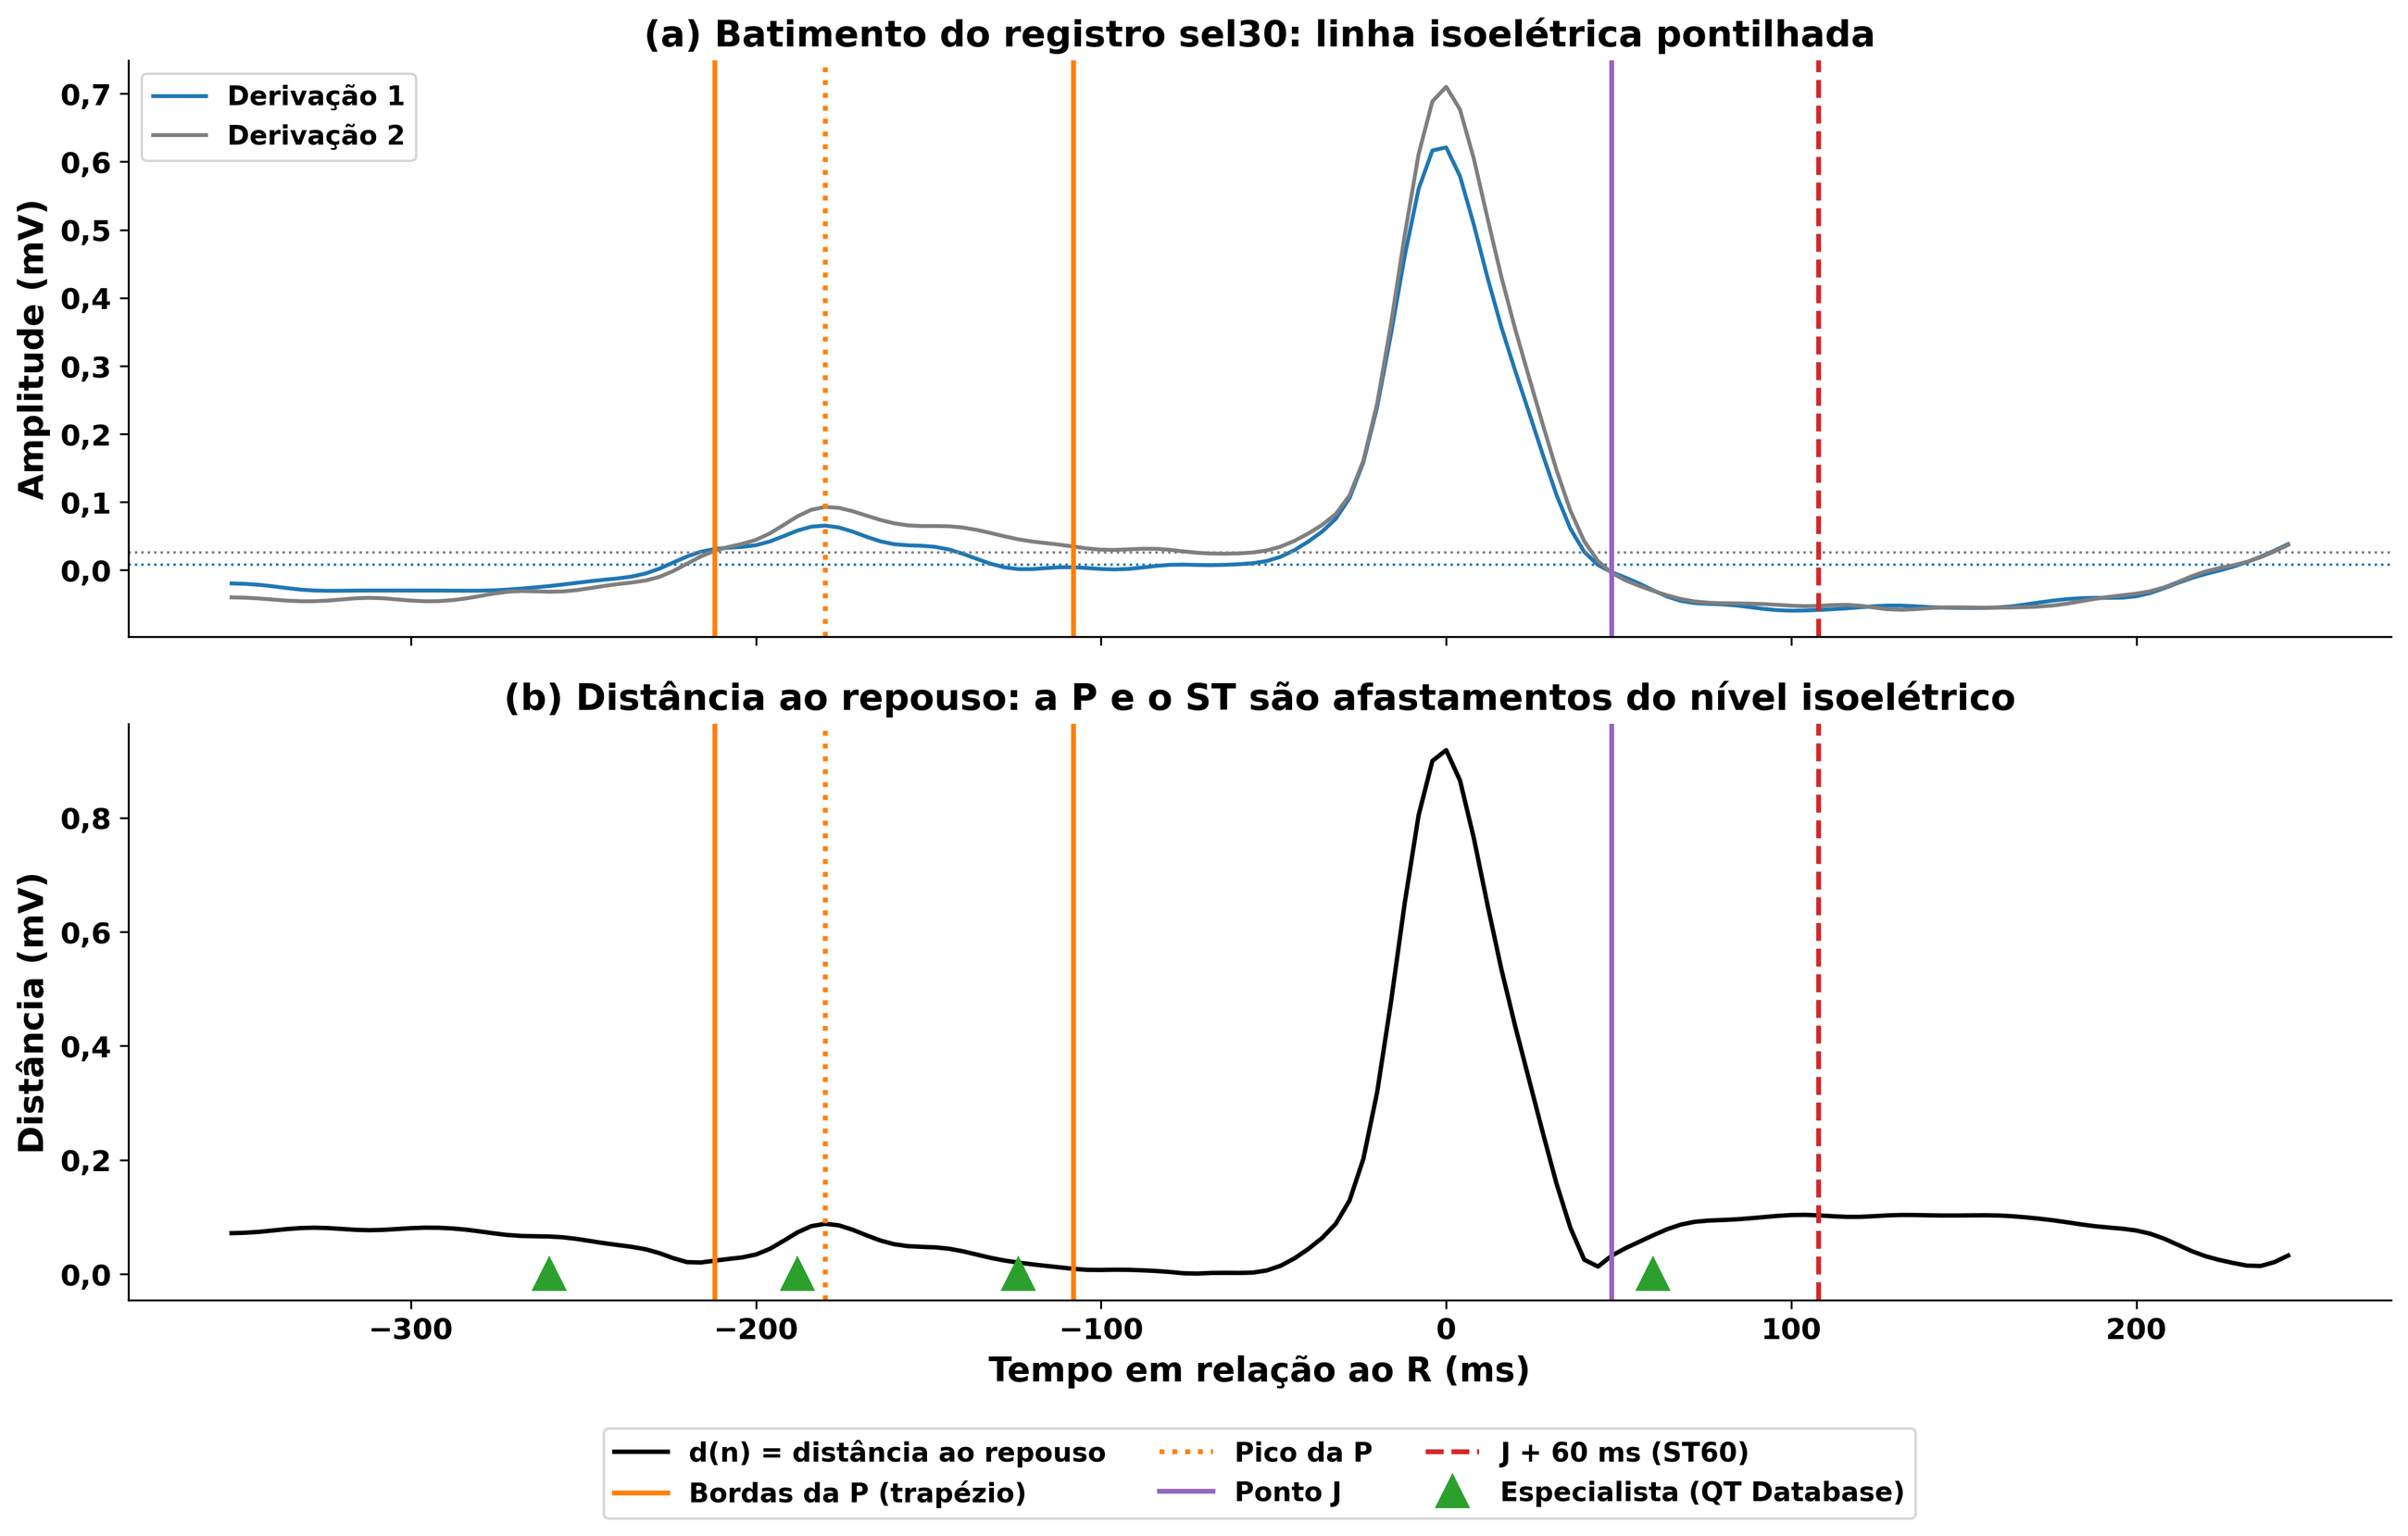 (a) Batimento do registro sel30: linha isoelétrica pontilhada
Derivação 1
Derivação 2
Amplitude (mV)
0,7
0,6
0,5
0,4
0,3
0,2
0,1
0,0
(b) Distância ao repouso: a P e o ST são afastamentos do nível isoelétrico
Distância (mV)
0,8
0,6
0,4
0,2
0,0
−300 −200 −100 0 100 200
Tempo em relação ao R (ms)
d(n) = distância ao repouso
Bordas da P (trapézio)
Pico da P
Ponto J
J + 60 ms (ST60)
Especialista (QT Database)